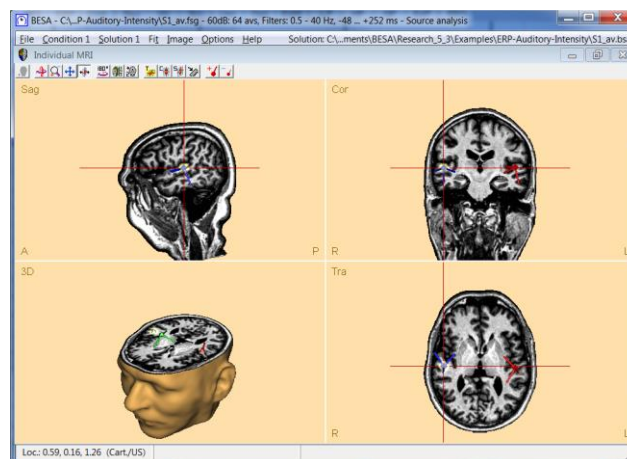 BESA - C:\...P-Auditory-Intensity\S1_av.fsg - 60dB: 64 avs, Filters: 0.5 - 40 Hz, -48 ... +252 ms - Source analysis
File Condition 1 Solution 1 Fit Image Options Help Solution: C:\...ments\BESA\Research_5_3\Examples\ERP-Auditory-Intensity\S1_av.bsa
Individual MRI
Sag
Cor
A
P
R
L
3D
Tra
R
L
Loc.: 0.59, 0.16, 1.26 (Cart./US)